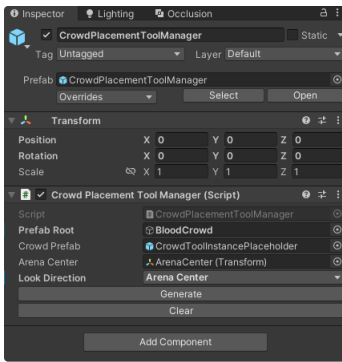 Inspector Lighting Occlusion
CrowdPlacementToolManager Static
Tag Untagged Layer Default
Prefab CrowdPlacementToolManager
Overrides Select Open
Transform
Position X 0 Y 0 Z 0
Rotation X 0 Y 0 Z 0
Scale X 1 Y 1 Z 1
Crowd Placement Tool Manager (Script)
Script CrowdPlacementToolManager
Prefab Root BloodCrowd
Crowd Prefab CrowdToolInstancePlaceholder
Arena Center ArenaCenter (Transform)
Look Direction Arena Center
Generate
Clear
Add Component